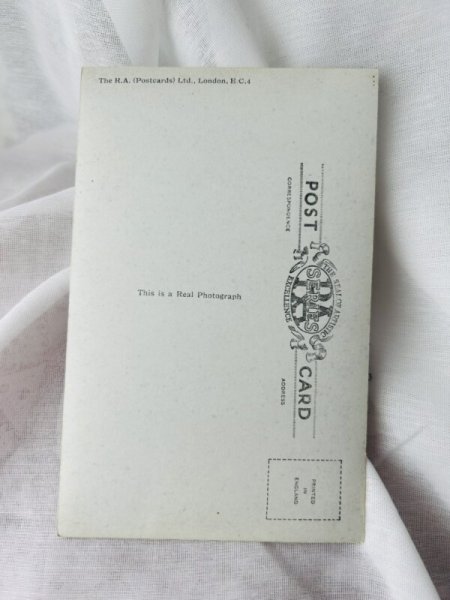 The R.A. (Postcards) Ltd., London, E.C.4
POST CARD
CORRESPONDENCE
THE SEAL OF ARTISTIC
RA
SERIES
EXCELLENCE
This is a Real Photograph
ADDRESS
PRINTED
IN
ENGLAND